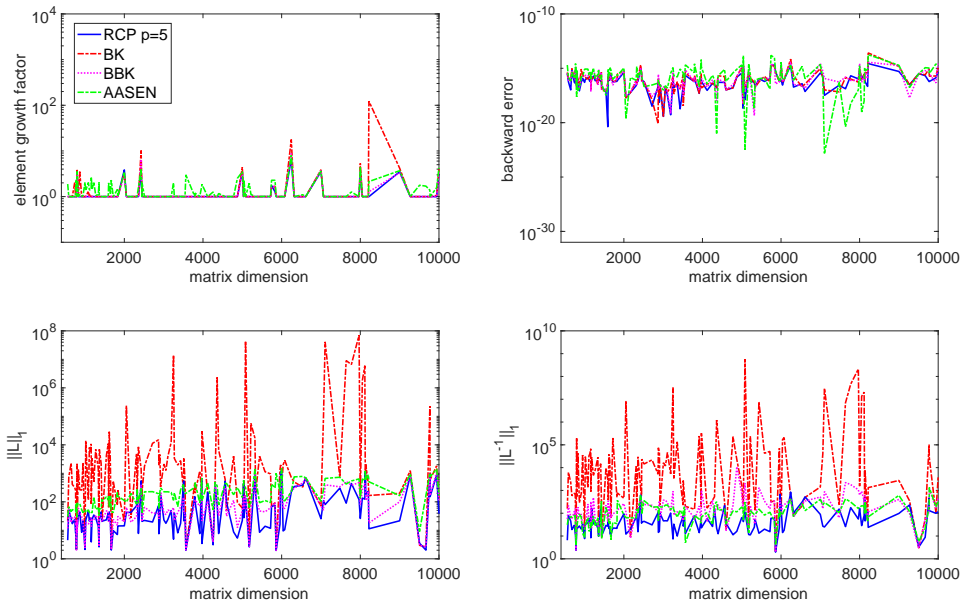 10^4
10^2
10^0
element growth factor
RCP p=5
BK
BBK
AASEN
2000 4000 6000 8000 10000
matrix dimension
10^-10
10^-20
10^-30
backward error
2000 4000 6000 8000 10000
matrix dimension
10^8
10^6
10^4
10^2
10^0
||L||_1
2000 4000 6000 8000 10000
matrix dimension
10^10
10^5
10^0
||L^-1||_1
2000 4000 6000 8000 10000
matrix dimension